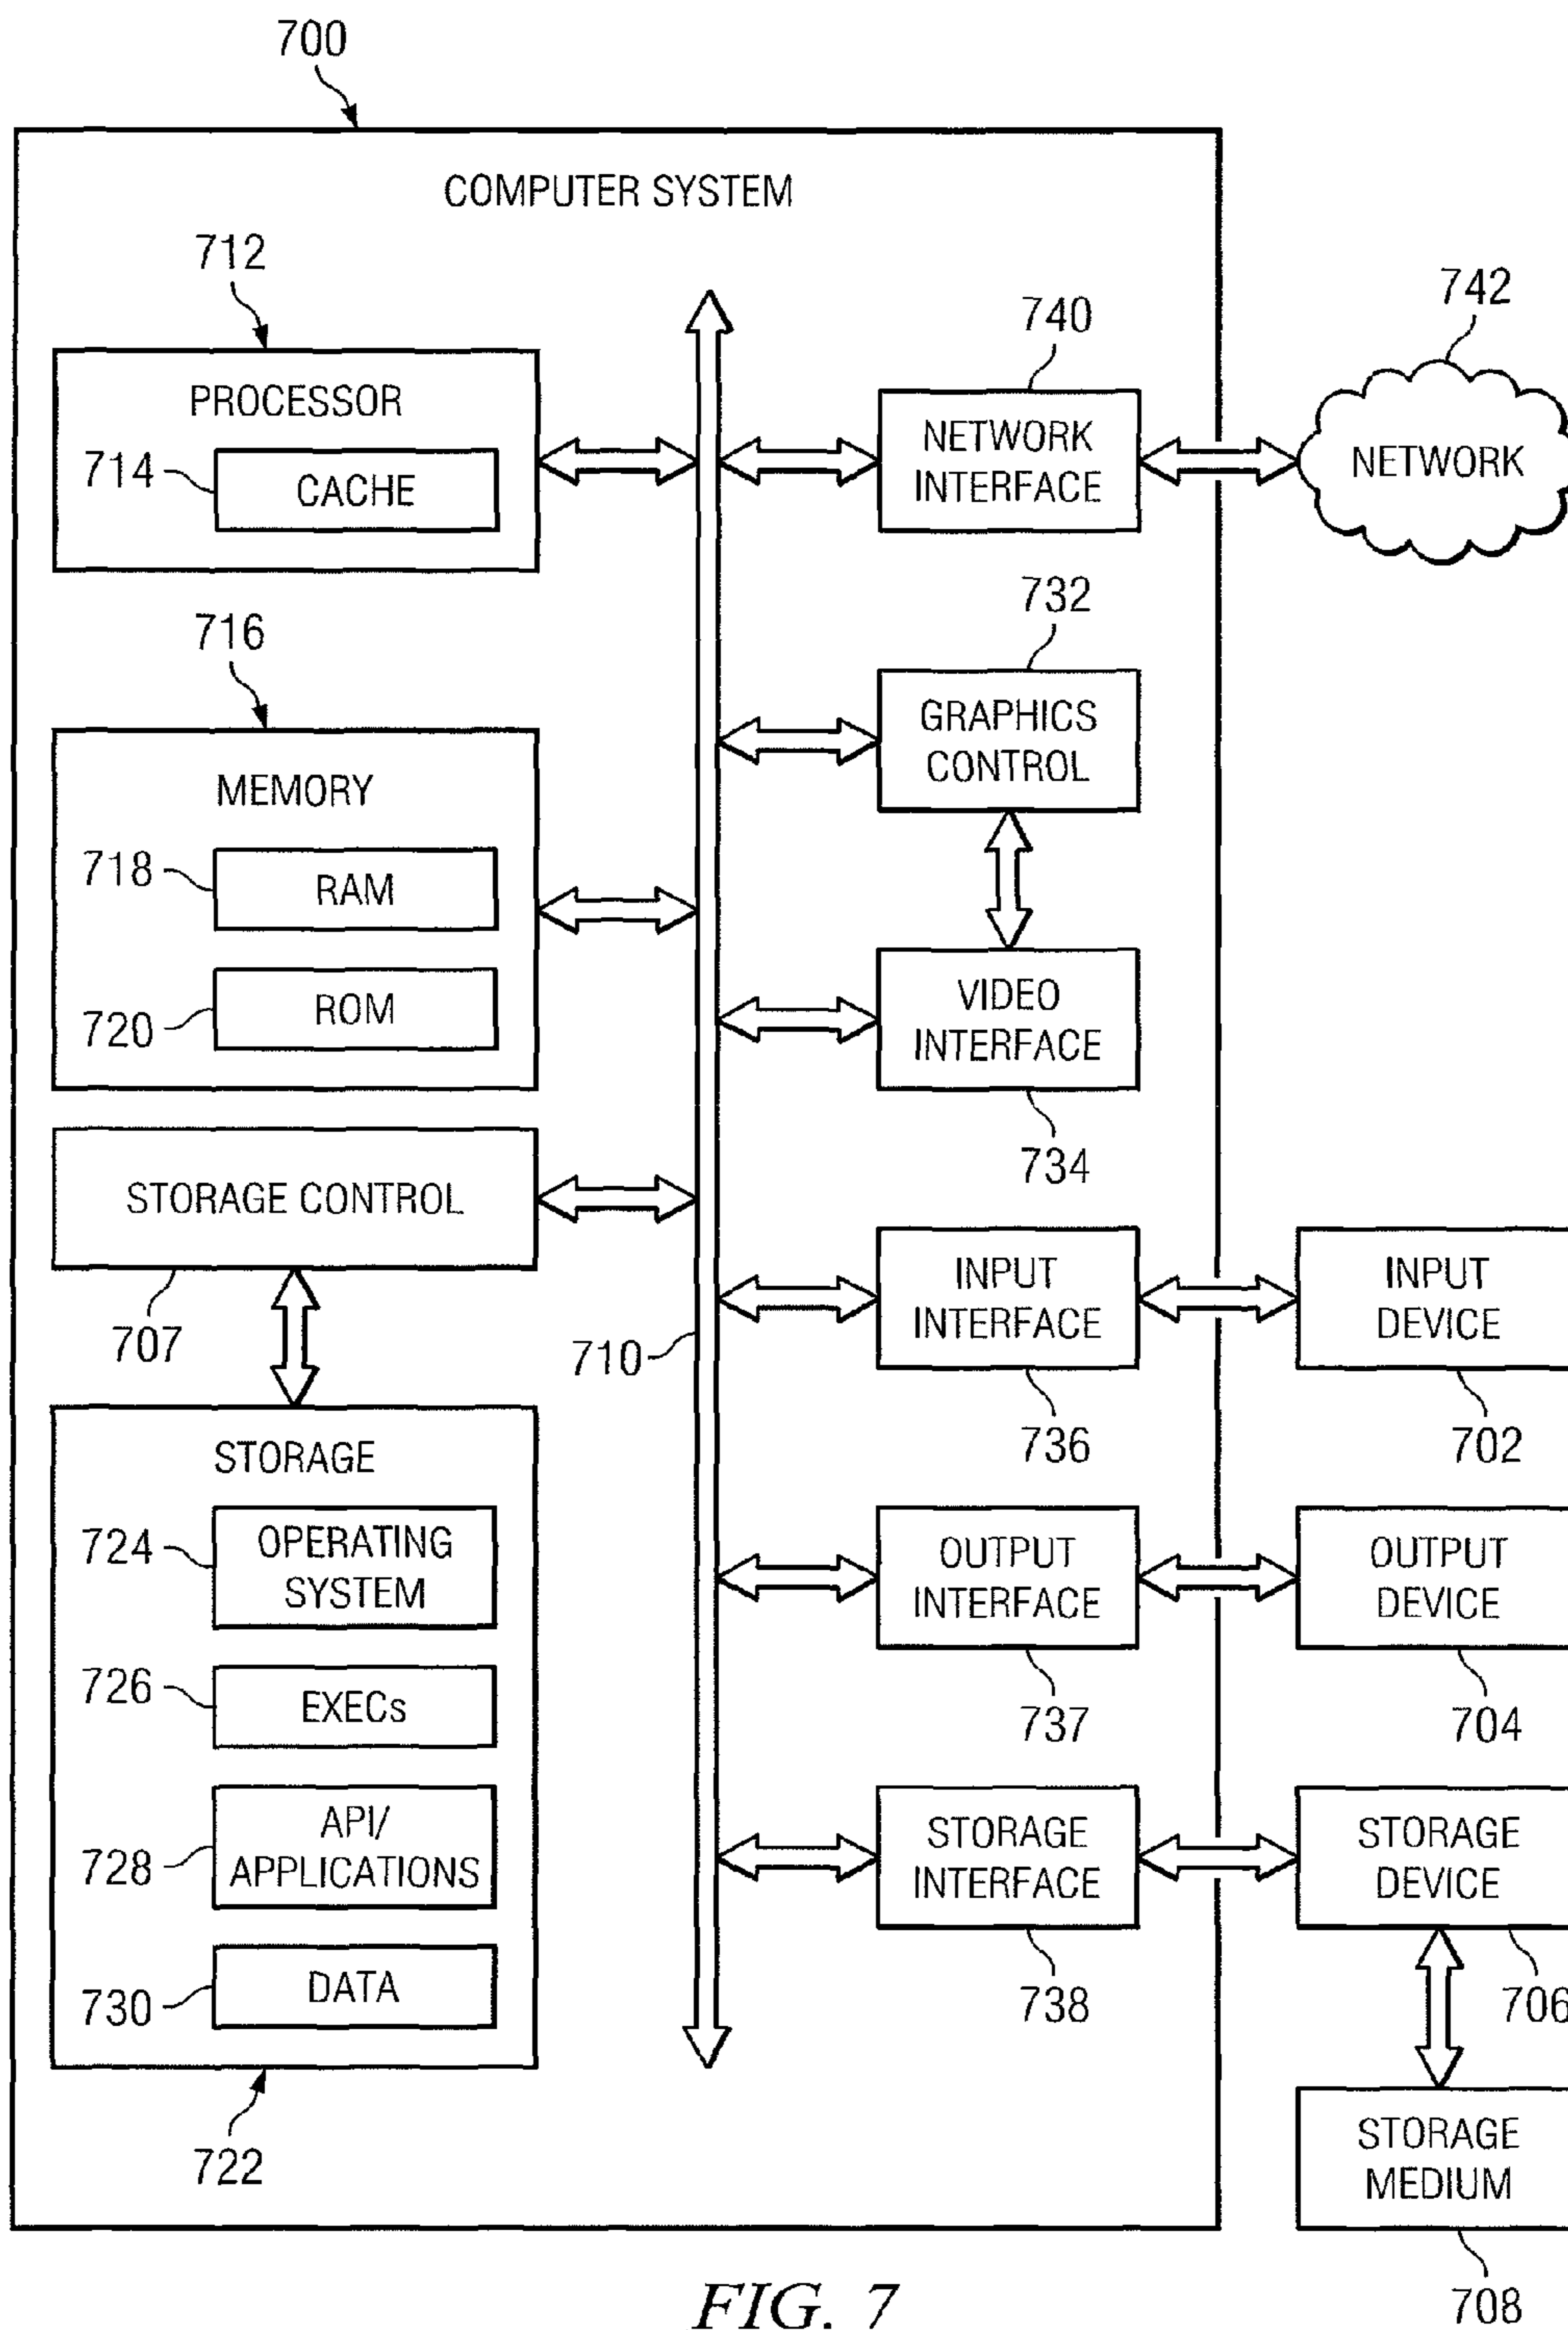 700
COMPUTER SYSTEM
712
PROCESSOR
714
CACHE
716
MEMORY
718
RAM
720
ROM
STORAGE CONTROL
707
STORAGE
724
OPERATING
SYSTEM
726
EXECs
728
API/
APPLICATIONS
730
DATA
722
710
740
NETWORK
INTERFACE
742
NETWORK
732
GRAPHICS
CONTROL
VIDEO
INTERFACE
734
INPUT
INTERFACE
736
INPUT
DEVICE
702
OUTPUT
INTERFACE
737
OUTPUT
DEVICE
704
STORAGE
INTERFACE
738
STORAGE
DEVICE
706
STORAGE
MEDIUM
708
FIG. 7